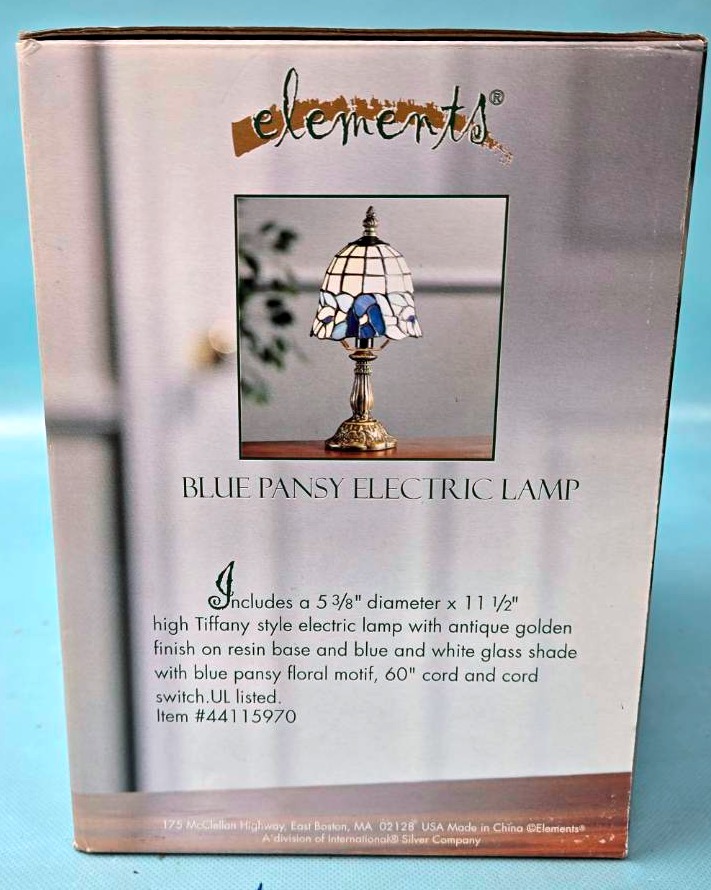 elements®
BLUE PANSY ELECTRIC LAMP
Includes a 5 3/8" diameter x 11 1/2"
high Tiffany style electric lamp with antique golden
finish on resin base and blue and white glass shade
with blue pansy floral motif, 60" cord and cord
switch.UL listed.
Item #44115970
175 McClellan Highway, East Boston, MA 02128 USA Made in China ©Elements®
A division of International® Silver Company